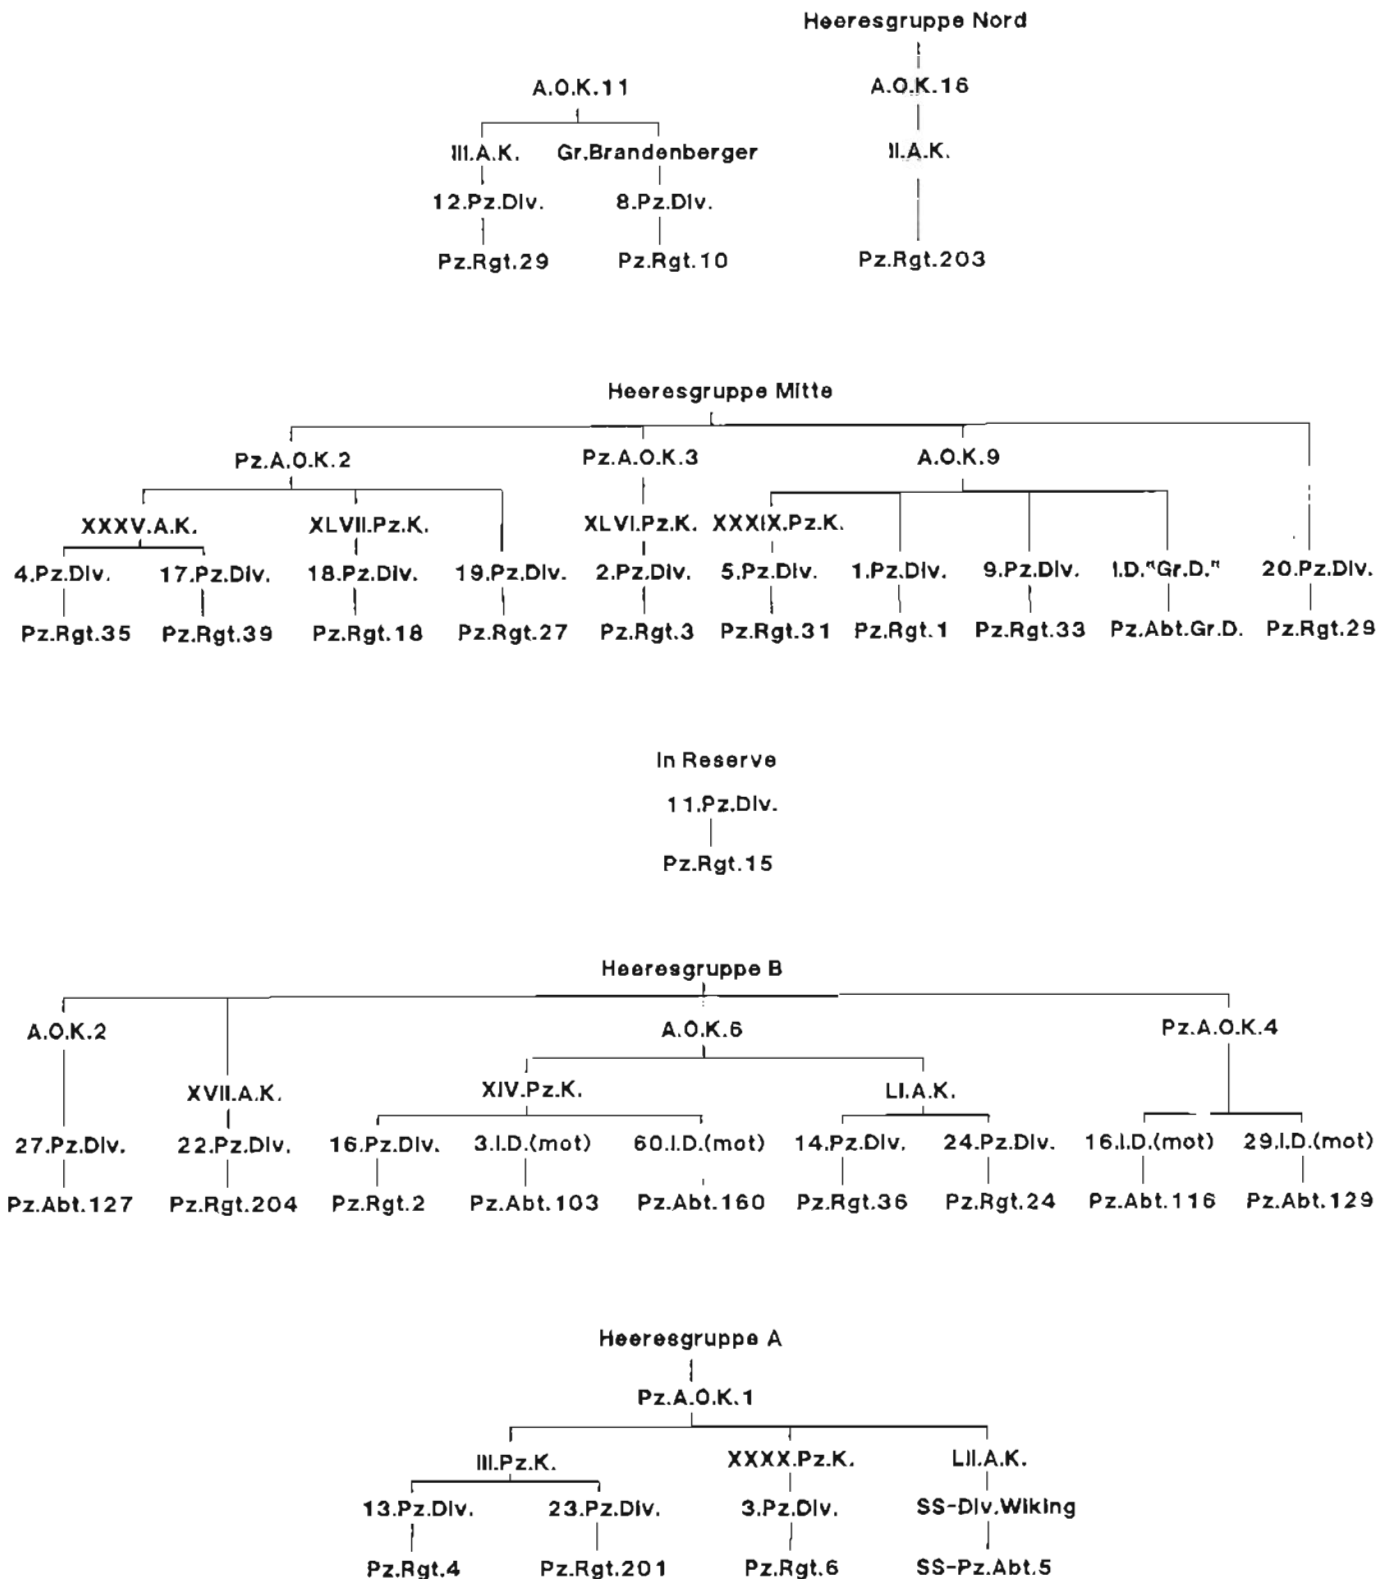 Heeresgruppe Nord
A.O.K.11 A.O.K.16
III.A.K. Gr.Brandenberger II.A.K.
12.Pz.Div. 8.Pz.Div.
Pz.Rgt.29 Pz.Rgt.10 Pz.Rgt.203
Heeresgruppe Mitte
Pz.A.O.K.2 Pz.A.O.K.3 A.O.K.9
XXXV.A.K. XLVII.Pz.K. XLVI.Pz.K. XXXIX.Pz.K.
4.Pz.Div. 17.Pz.Div. 18.Pz.Div. 19.Pz.Div. 2.Pz.Div. 5.Pz.Div. 1.Pz.Div. 9.Pz.Div. I.D."Gr.D." 20.Pz.Div.
Pz.Rgt.35 Pz.Rgt.39 Pz.Rgt.18 Pz.Rgt.27 Pz.Rgt.3 Pz.Rgt.31 Pz.Rgt.1 Pz.Rgt.33 Pz.Abt.Gr.D. Pz.Rgt.29
In Reserve
11.Pz.Div.
Pz.Rgt.15
Heeresgruppe B
A.O.K.2 A.O.K.6 Pz.A.O.K.4
XVII.A.K. XIV.Pz.K. LI.A.K.
27.Pz.Div. 22.Pz.Div. 16.Pz.Div. 3.I.D.(mot) 60.I.D.(mot) 14.Pz.Div. 24.Pz.Div. 16.I.D.(mot) 29.I.D.(mot)
Pz.Abt.127 Pz.Rgt.204 Pz.Rgt.2 Pz.Abt.103 Pz.Abt.160 Pz.Rgt.36 Pz.Rgt.24 Pz.Abt.116 Pz.Abt.129
Heeresgruppe A
Pz.A.O.K.1
III.Pz.K. XXXX.Pz.K. LII.A.K.
13.Pz.Div. 23.Pz.Div. 3.Pz.Div. SS-Div.Wiking
Pz.Rgt.4 Pz.Rgt.201 Pz.Rgt.6 SS-Pz.Abt.5